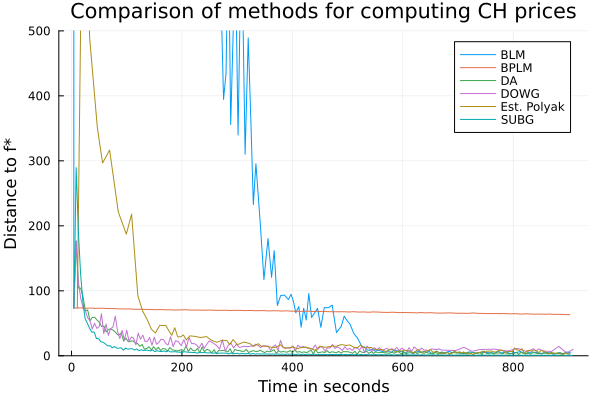 Comparison of methods for computing CH prices
500
400
300
200
100
0
Distance to f*
BLM
BPLM
DA
DOWG
Est. Polyak
SUBG
0
200
400
600
800
Time in seconds